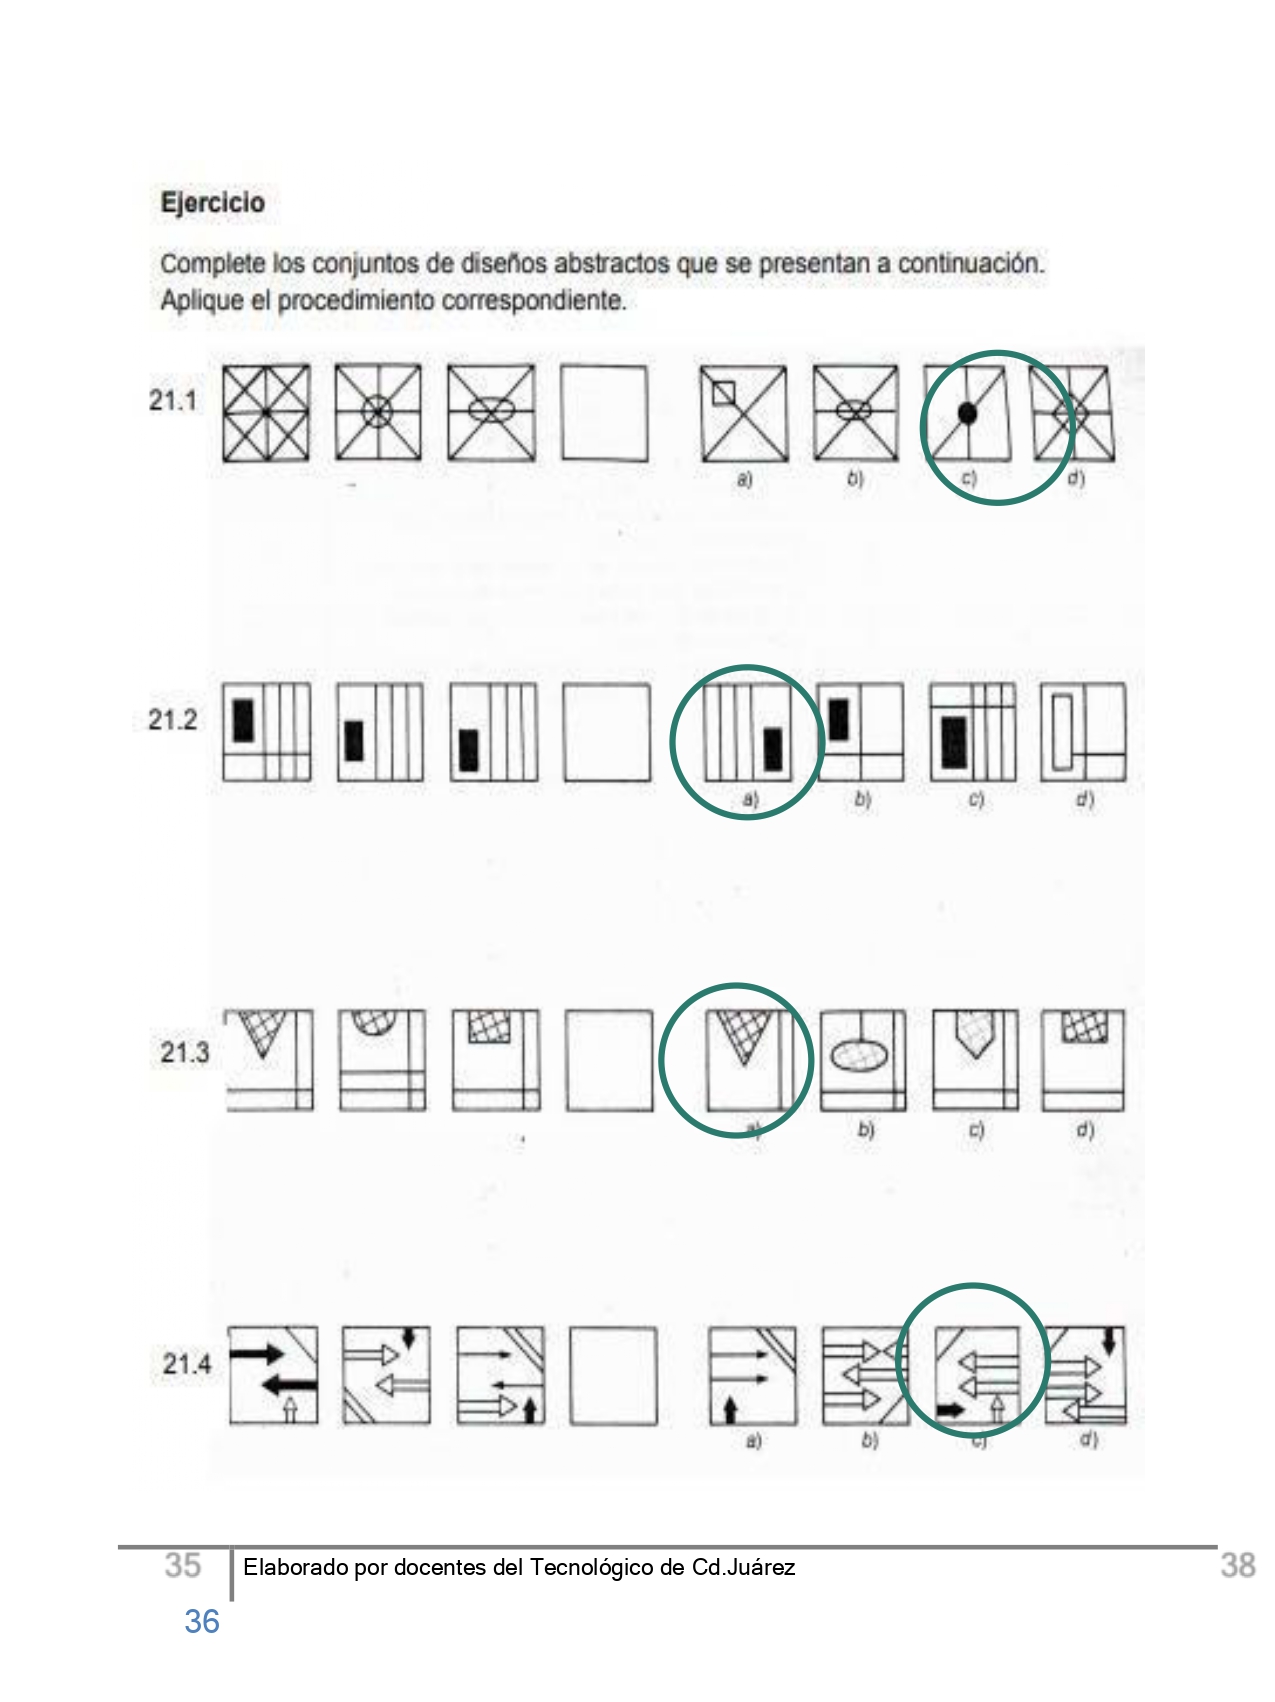 Ejercicio
Complete los conjuntos de diseños abstractos que se presentan a continuación.
Aplique el procedimiento correspondiente.
21.1
a) b) c) d)
21.2
a) b) c) d)
21.3
a) b) c) d)
21.4
a) b) c) d)
35 Elaborado por docentes del Tecnológico de Cd.Juárez 38
36